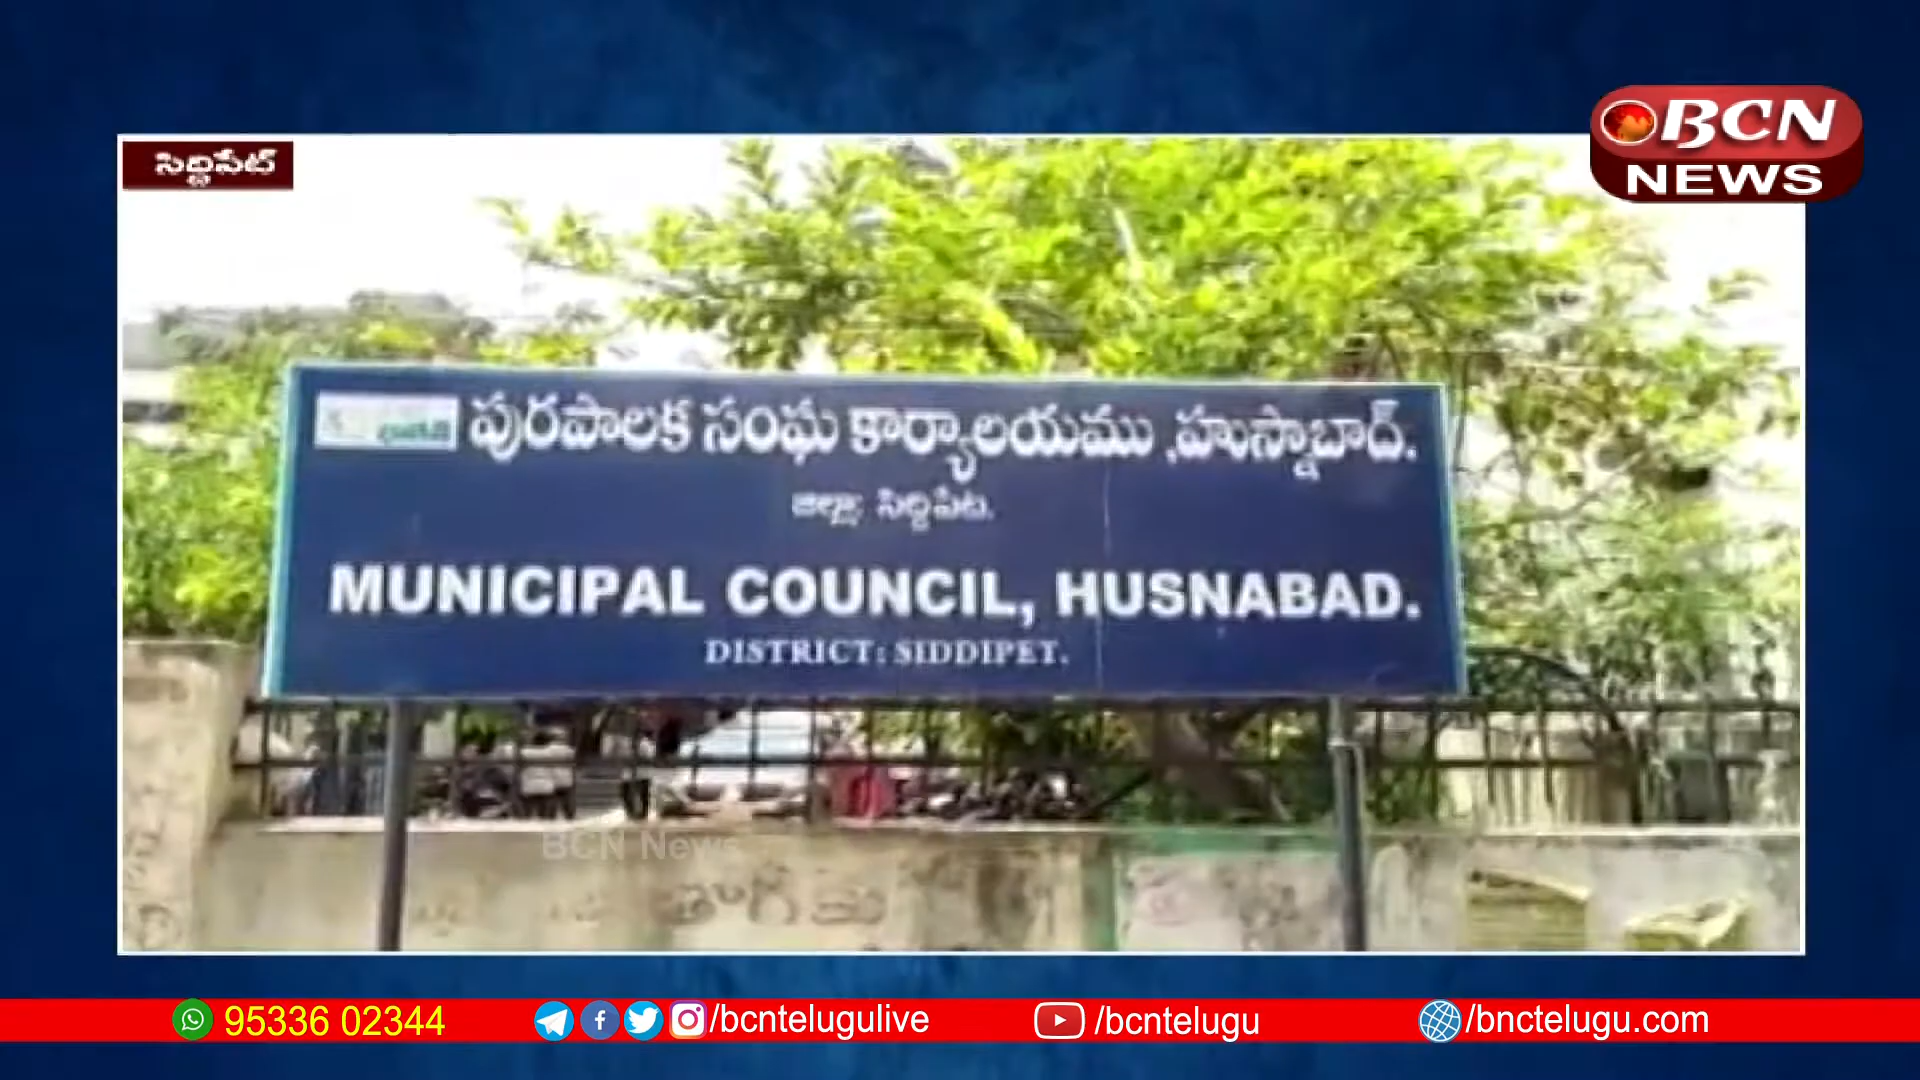 BCN
NEWS
సిద్దిపేట్
పురపాలక సంఘ కార్యాలయము ,హుస్నాబాద్.
జిల్లా: సిద్దిపేట.
MUNICIPAL COUNCIL, HUSNABAD.
DISTRICT: SIDDIPET.
BCN News
95336 02344
/bcntelugulive
/bcntelugu
/bnctelugu.com